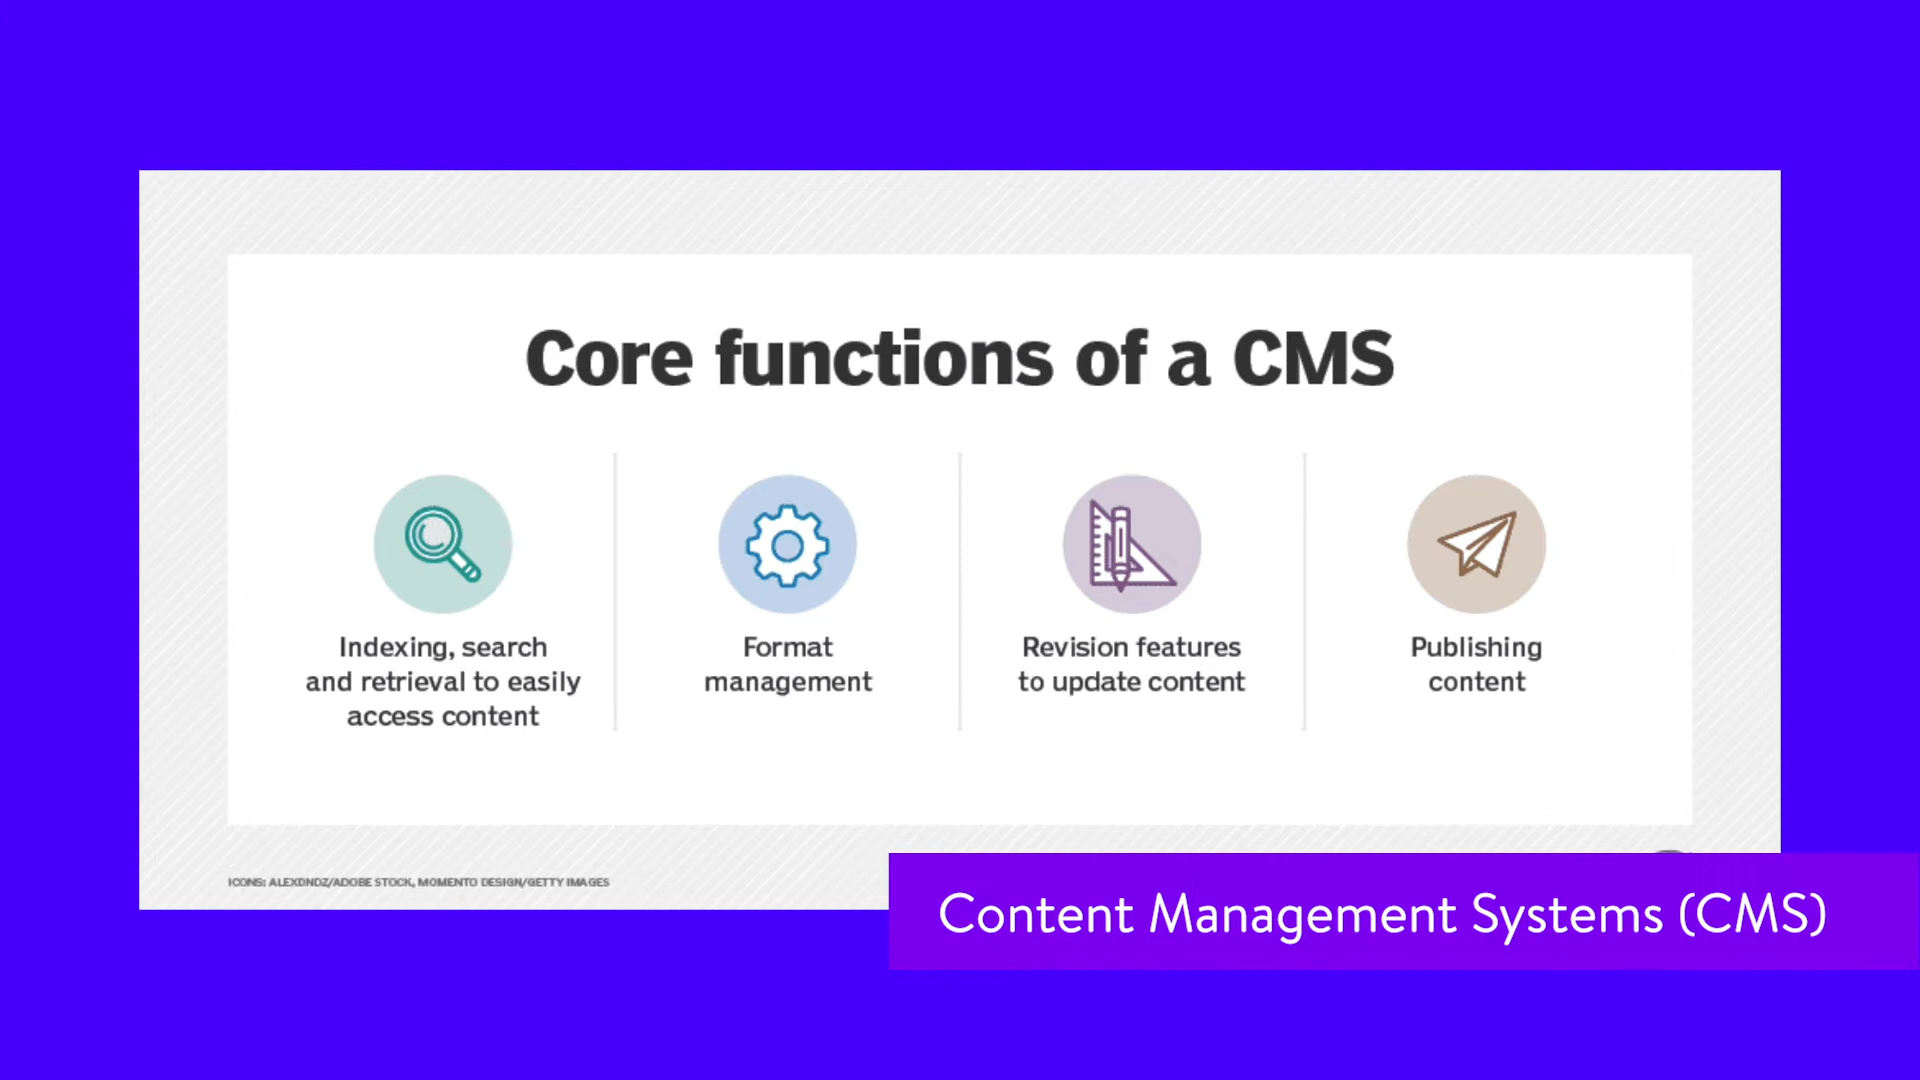 Core functions of a CMS
Indexing, search
and retrieval to easily
access content
Format
management
Revision features
to update content
Publishing
content
ICONS: ALEXDNDZ/ADOBE STOCK, MOMENTO DESIGN/GETTY IMAGES
Content Management Systems (CMS)